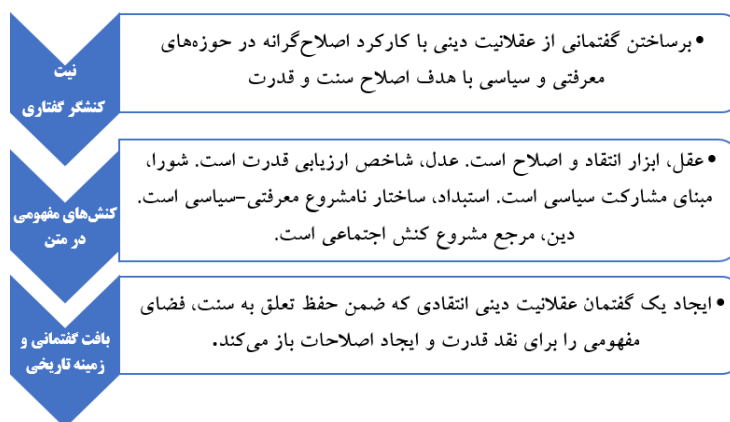 نیت
کنشگر گفتاری
•برساختن گفتمانی از عقلانیت دینی با کارکرد اصلاح‌گرانه در حوزه‌های
معرفتی و سیاسی با هدف اصلاح سنت و قدرت
کنش‌های مفهومی
در متن
•عقل، ابزار انتقاد و اصلاح است. عدل، شاخص ارزیابی قدرت است. شورا،
مبنای مشارکت سیاسی است. استبداد، ساختار نامشروع معرفتی-سیاسی است.
دین، مرجع مشروع کنش اجتماعی است.
بافت گفتمانی و
زمینه تاریخی
•ایجاد یک گفتمان عقلانیت دینی انتقادی که ضمن حفظ تعلق به سنت، فضای
مفهومی را برای نقد قدرت و ایجاد اصلاحات باز می‌کند.